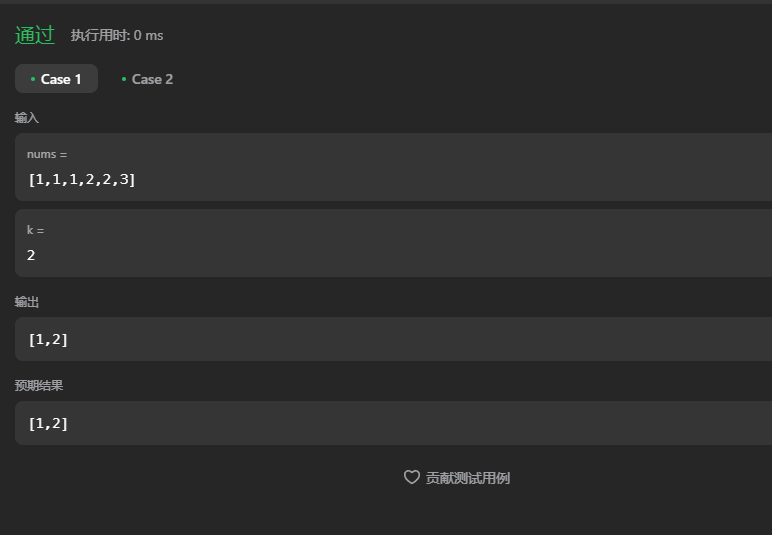 通过 执行用时: 0 ms
Case 1 Case 2
输入
nums =
[1,1,1,2,2,3]
k =
2
输出
[1,2]
预期结果
[1,2]
贡献测试用例